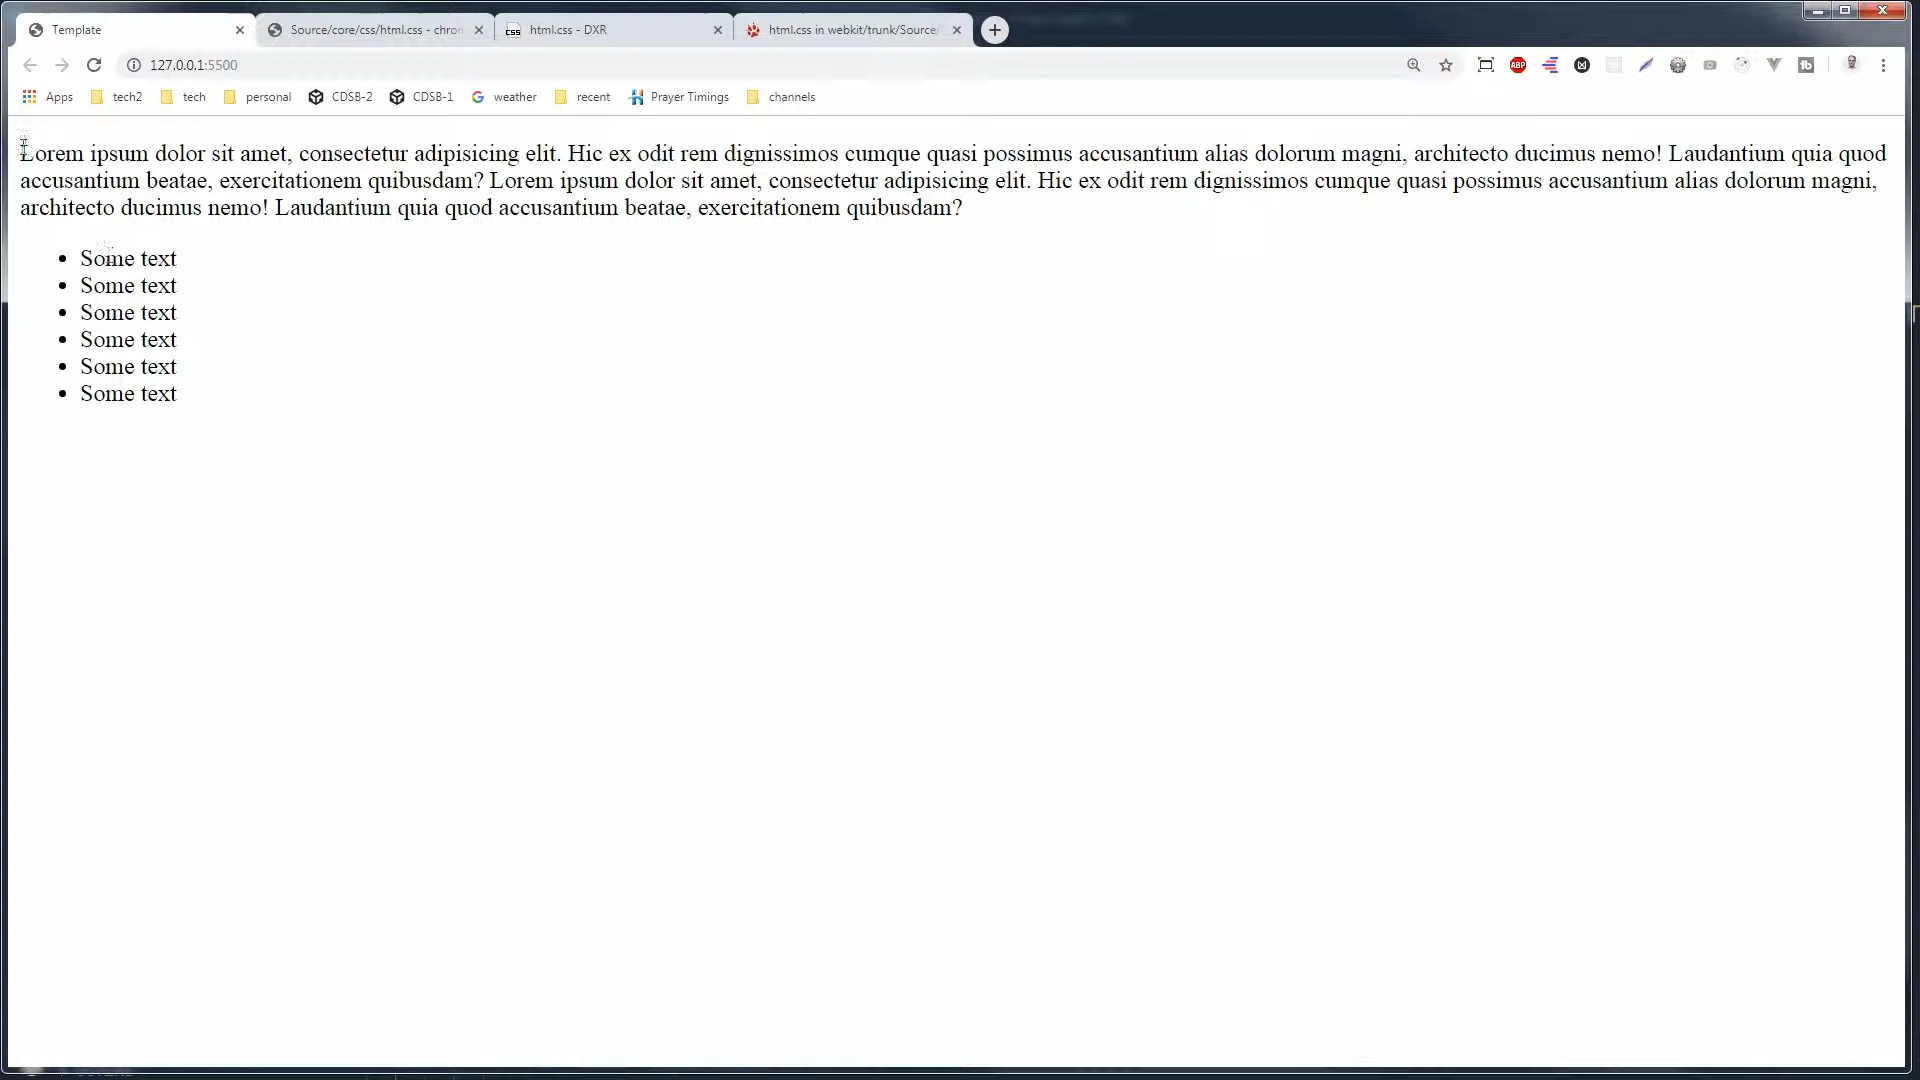 Template
Source/core/css/html.css - chron
css html.css - DXR
html.css in webkit/trunk/Source/
127.0.0.1:5500
ABP
Apps tech2 tech personal CDSB-2 CDSB-1 weather recent Prayer Timings channels
Lorem ipsum dolor sit amet, consectetur adipisicing elit. Hic ex odit rem dignissimos cumque quasi possimus accusantium alias dolorum magni, architecto ducimus nemo! Laudantium quia quod
accusantium beatae, exercitationem quibusdam? Lorem ipsum dolor sit amet, consectetur adipisicing elit. Hic ex odit rem dignissimos cumque quasi possimus accusantium alias dolorum magni,
architecto ducimus nemo! Laudantium quia quod accusantium beatae, exercitationem quibusdam?
• Some text
• Some text
• Some text
• Some text
• Some text
• Some text